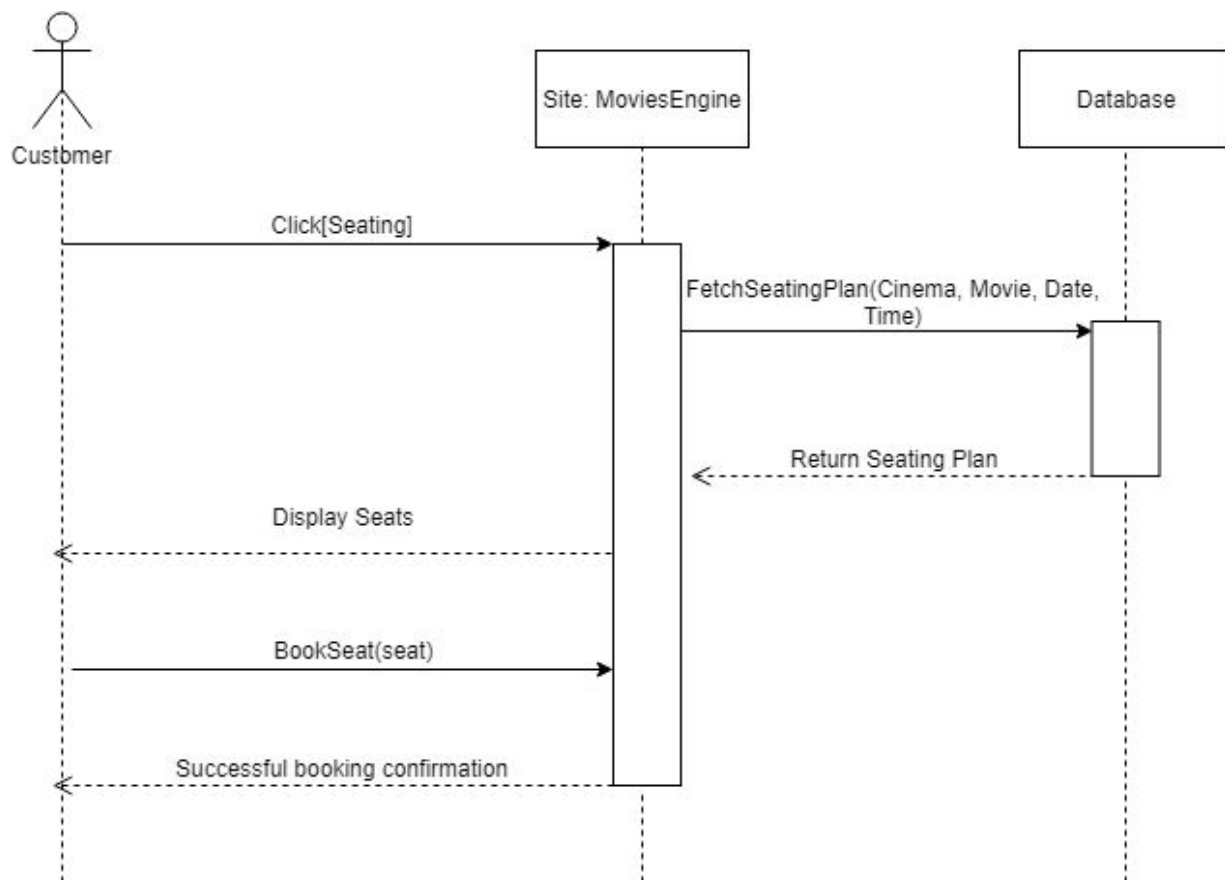 Customer
Site: MoviesEngine
Database
Click[Seating]
FetchSeatingPlan(Cinema, Movie, Date,
Time)
Return Seating Plan
Display Seats
BookSeat(seat)
Successful booking confirmation